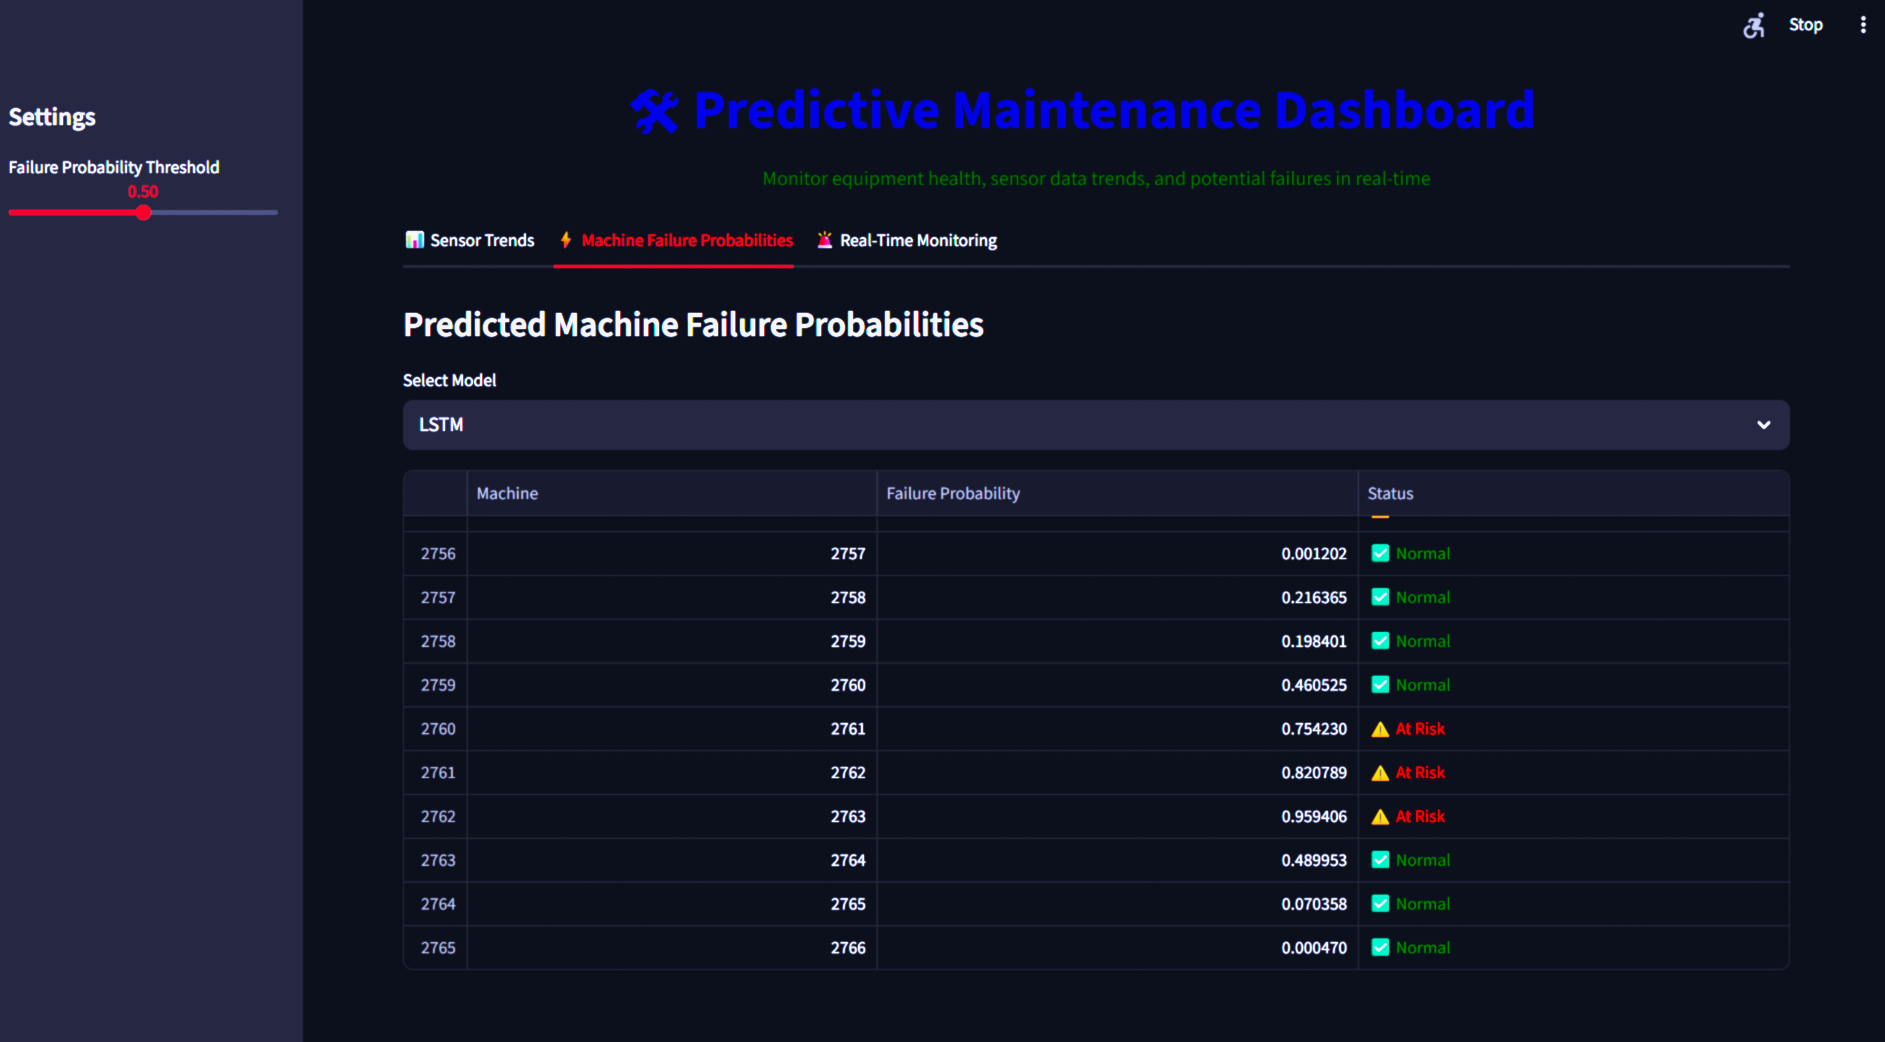 Stop
Settings
Failure Probability Threshold
0.50
Predictive Maintenance Dashboard
Monitor equipment health, sensor data trends, and potential failures in real-time
Sensor Trends Machine Failure Probabilities Real-Time Monitoring
Predicted Machine Failure Probabilities
Select Model
LSTM
Machine Failure Probability Status
2756 2757 0.001202 Normal
2757 2758 0.216365 Normal
2758 2759 0.198401 Normal
2759 2760 0.460525 Normal
2760 2761 0.754230 At Risk
2761 2762 0.820789 At Risk
2762 2763 0.959406 At Risk
2763 2764 0.489953 Normal
2764 2765 0.070358 Normal
2765 2766 0.000470 Normal